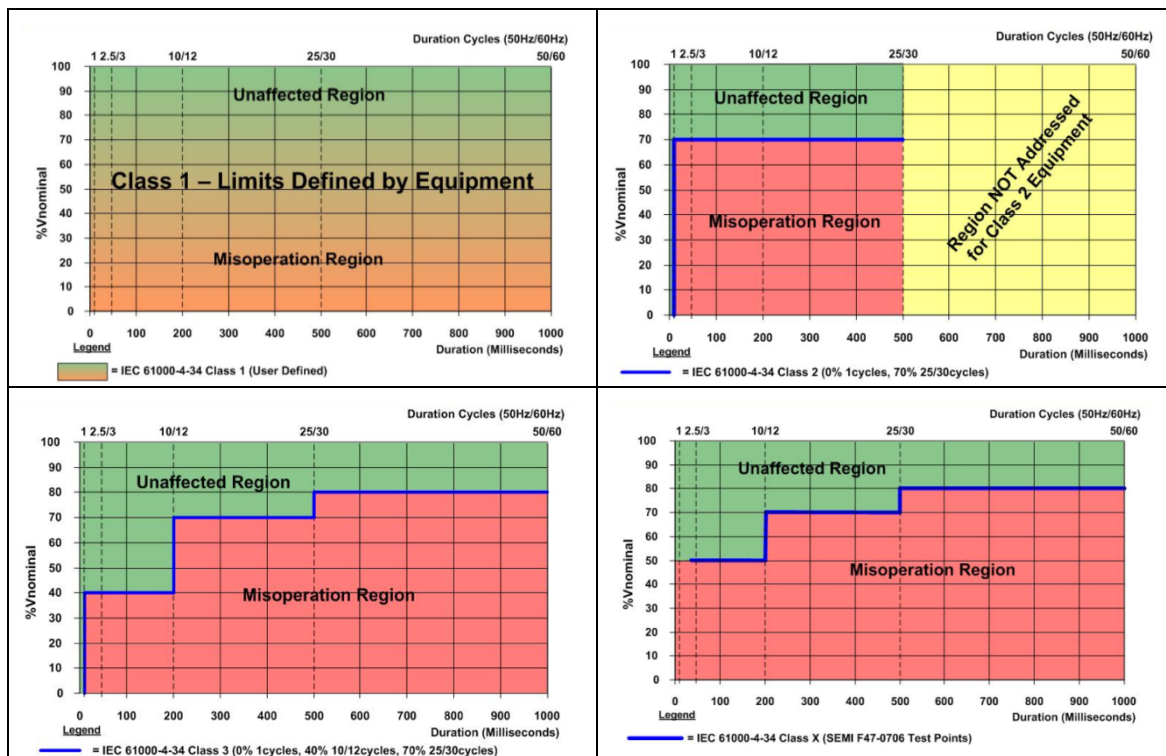 Duration Cycles (50Hz/60Hz)
1 2.5/3 10/12 25/30 50/60
100
90
80
70
60
50
40
30
20
10
0
%Vnominal
Unaffected Region
Class 1 – Limits Defined by Equipment
Misoperation Region
0 100 200 300 400 500 600 700 800 900 1000
Legend
Duration (Milliseconds)
= IEC 61000-4-34 Class 1 (User Defined)
Duration Cycles (50Hz/60Hz)
1 2.5/3 10/12 25/30 50/60
100
90
80
70
60
50
40
30
20
10
0
%Vnominal
Unaffected Region
Misoperation Region
Region NOT Addressed
for Class 2 Equipment
0 100 200 300 400 500 600 700 800 900 1000
Legend
Duration (Milliseconds)
= IEC 61000-4-34 Class 2 (0% 1cycles, 70% 25/30cycles)
Duration Cycles (50Hz/60Hz)
1 2.5/3 10/12 25/30 50/60
100
90
80
70
60
50
40
30
20
10
0
%Vnominal
Unaffected Region
Misoperation Region
0 100 200 300 400 500 600 700 800 900 1000
Legend
Duration (Milliseconds)
= IEC 61000-4-34 Class 3 (0% 1cycles, 40% 10/12cycles, 70% 25/30cycles)
Duration Cycles (50Hz/60Hz)
1 2.5/3 10/12 25/30 50/60
100
90
80
70
60
50
40
30
20
10
0
%Vnominal
Unaffected Region
Misoperation Region
0 100 200 300 400 500 600 700 800 900 1000
Legend
Duration (Milliseconds)
= IEC 61000-4-34 Class X (SEMI F47-0706 Test Points)